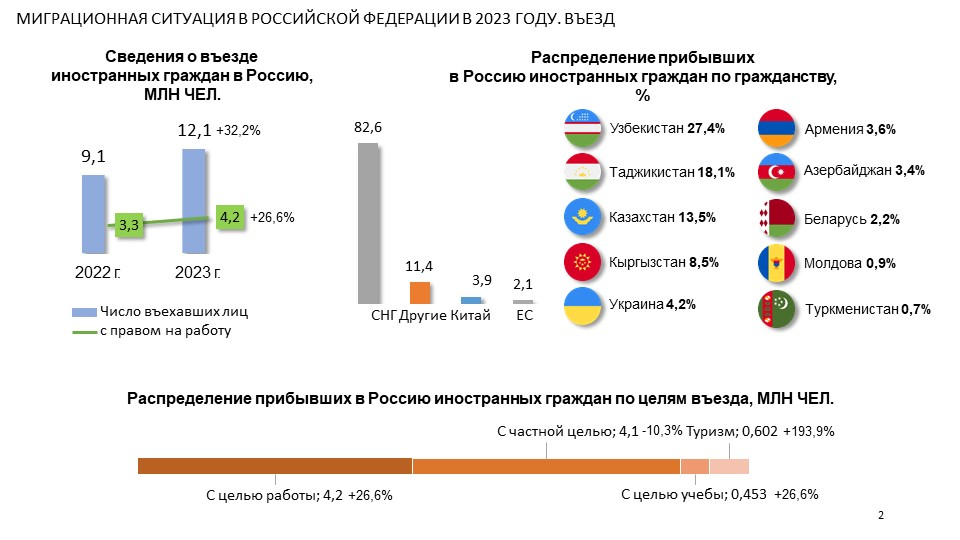 МИГРАЦИОННАЯ СИТУАЦИЯ В РОССИЙСКОЙ ФЕДЕРАЦИИ В 2023 ГОДУ. ВЪЕЗД
Сведения о въезде
иностранных граждан в Россию,
МЛН ЧЕЛ.
12,1 +32,2%
9,1
4,2 +26,6%
3,3
2022 г.
2023 г.
Число въехавших лиц
с правом на работу
82,6
11,4
3,9
2,1
СНГ Другие Китай ЕС
Распределение прибывших
в Россию иностранных граждан по гражданству,
%
Узбекистан 27,4%
Таджикистан 18,1%
Казахстан 13,5%
Кыргызстан 8,5%
Украина 4,2%
Армения 3,6%
Азербайджан 3,4%
Беларусь 2,2%
Молдова 0,9%
Туркменистан 0,7%
Распределение прибывших в Россию иностранных граждан по целям въезда, МЛН ЧЕЛ.
С частной целью; 4,1 -10,3% Туризм; 0,602 +193,9%
С целью работы; 4,2 +26,6%
С целью учебы; 0,453 +26,6%
2